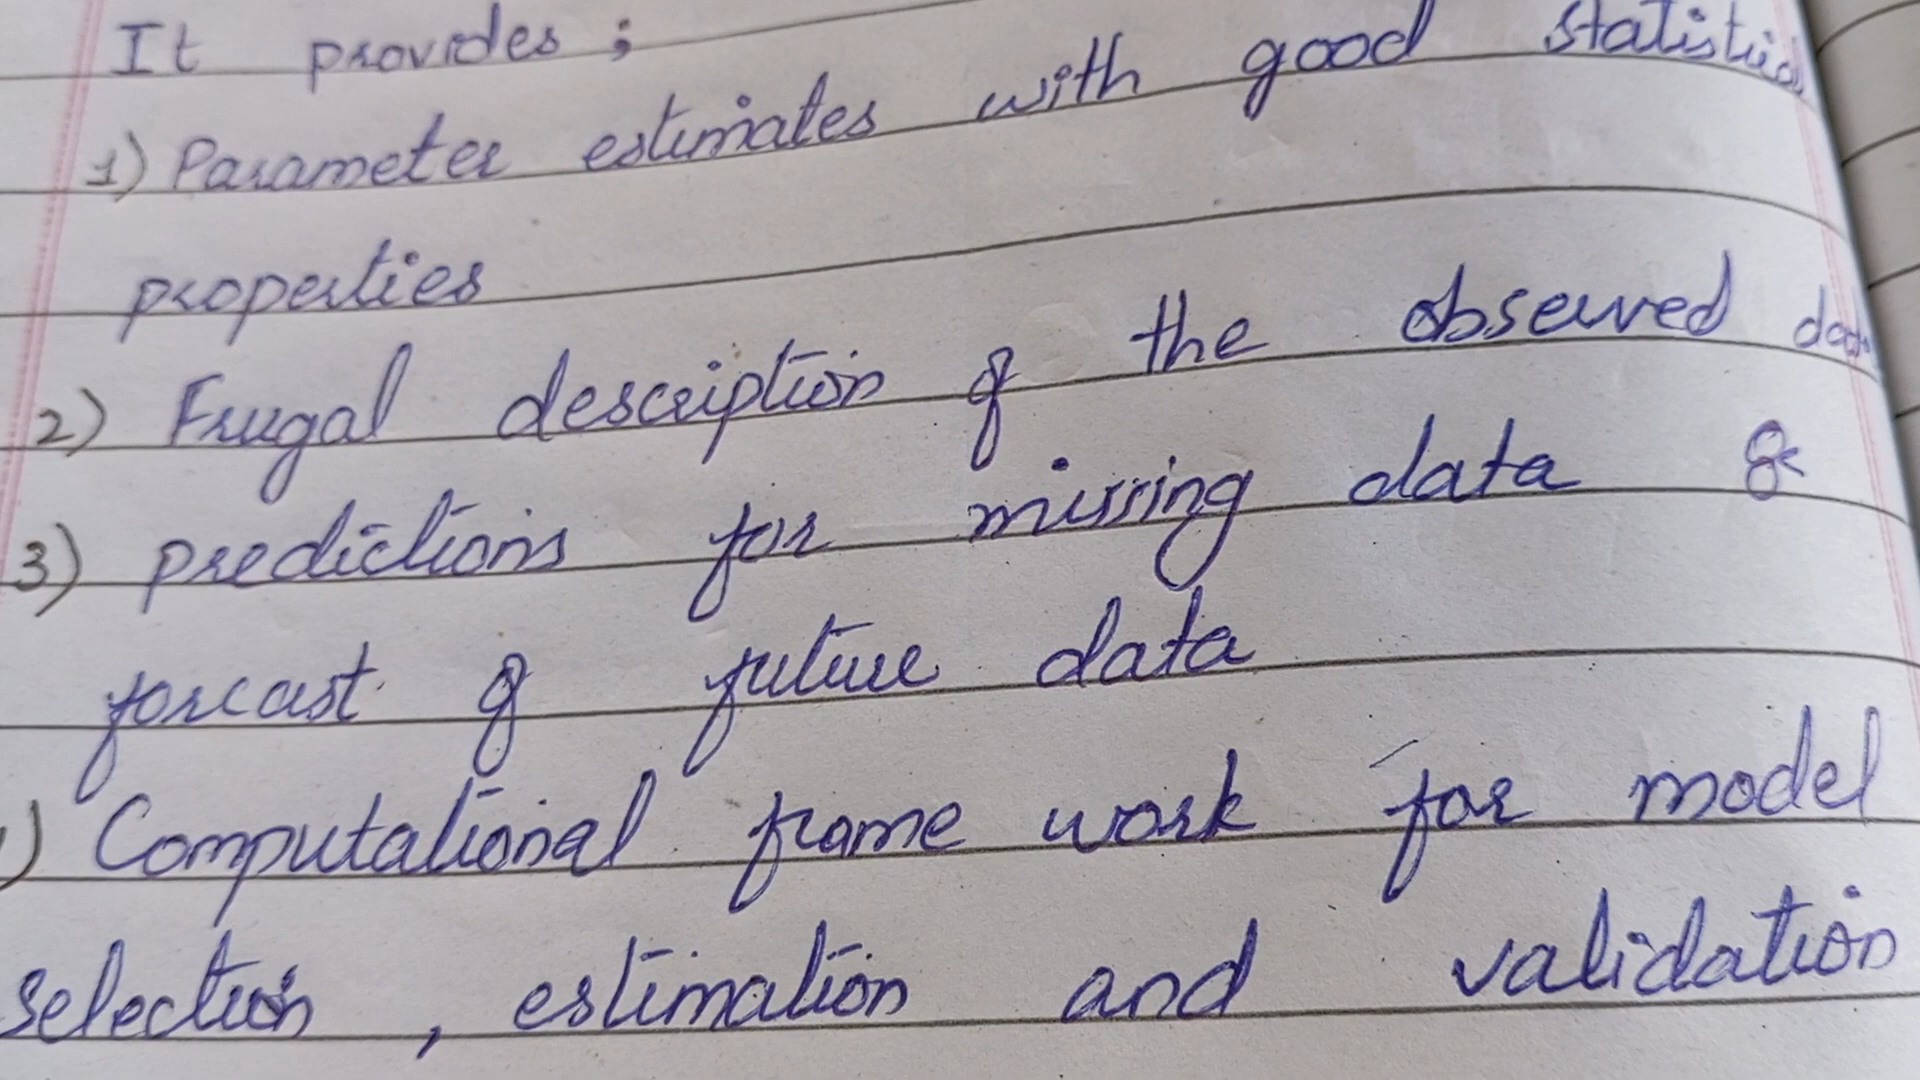 It provides ;
1) Parameter estimates with good statistical
properties
2) Frugal description of the observed data
3) predictions for missing data &
forcast of future data
) Computational frame work for model
selection , estimation and validation